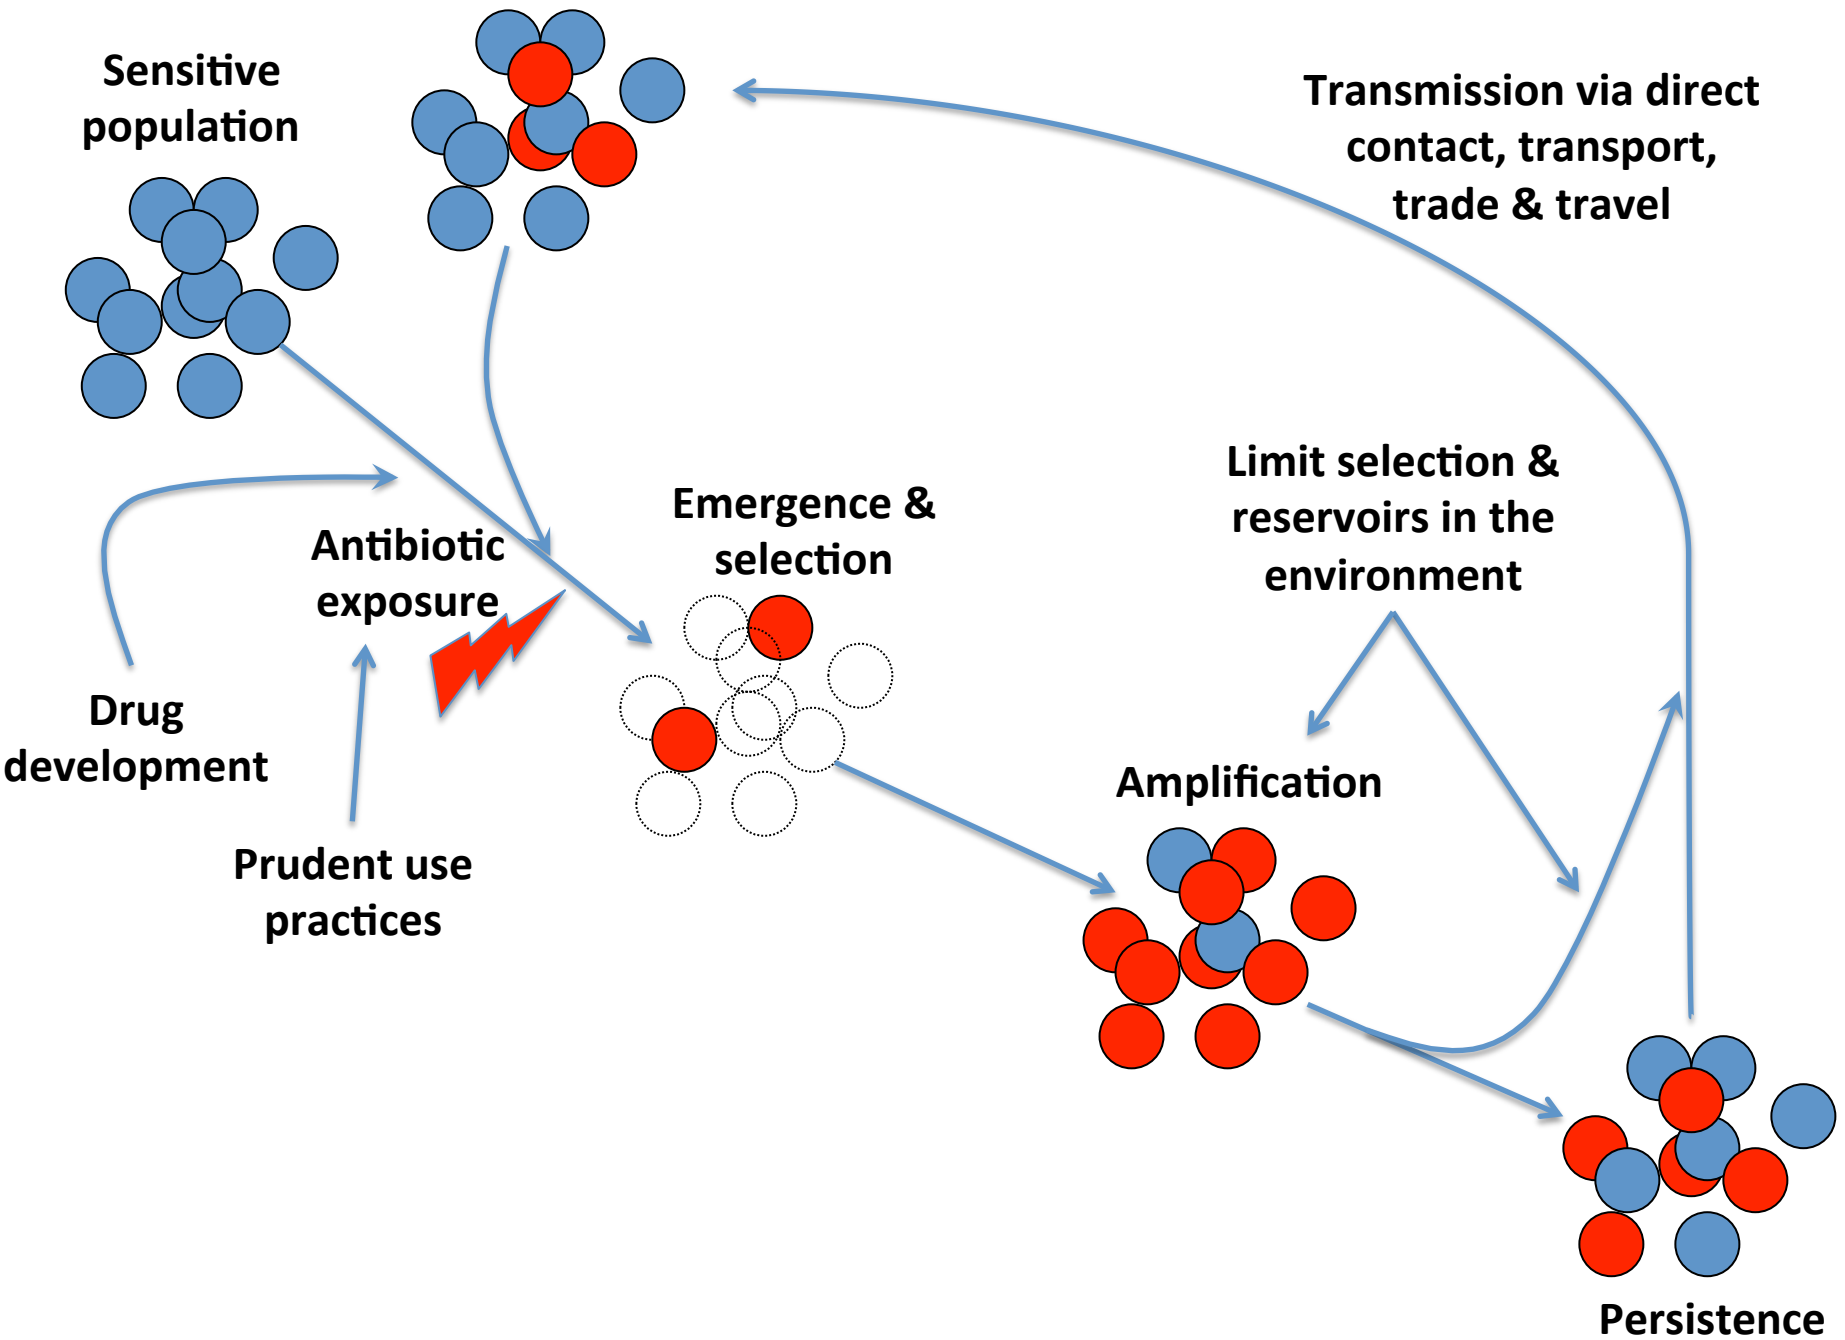 Sensitive
population
Transmission via direct
contact, transport,
trade & travel
Limit selection &
reservoirs in the
environment
Emergence &
selection
Antibiotic
exposure
Drug
development
Amplification
Prudent use
practices
Persistence